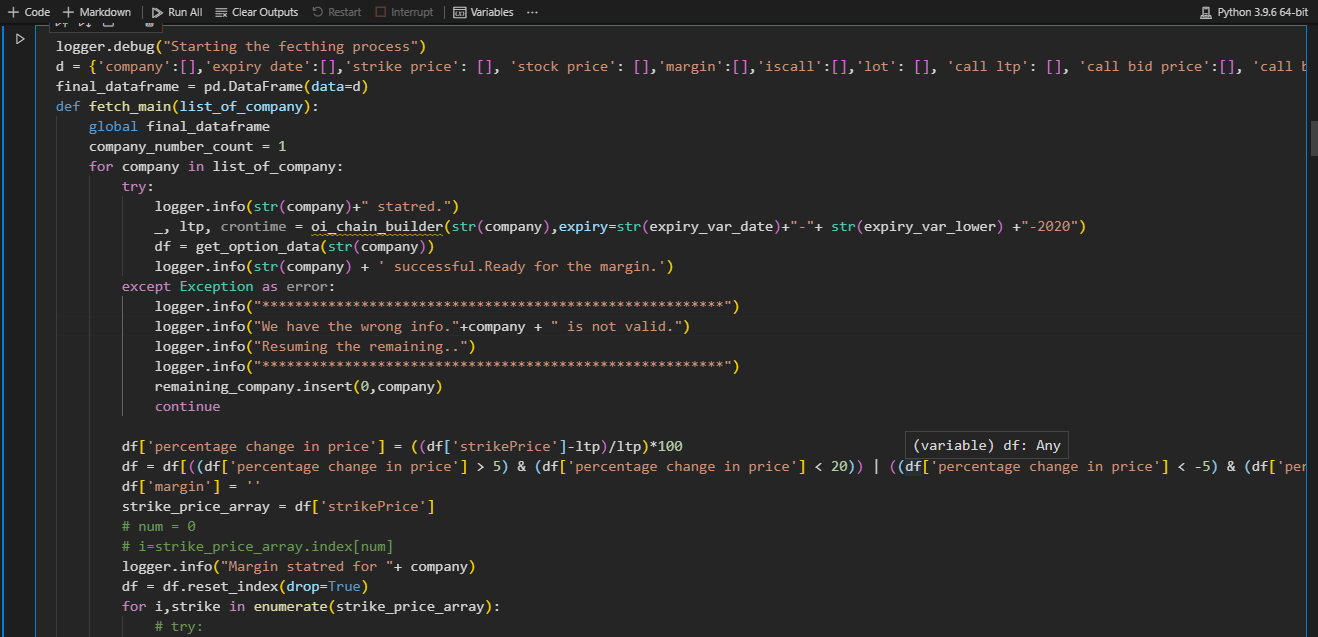 Code Markdown Run All Clear Outputs Restart Interrupt Variables ... Python 3.9.6 64-bit
logger.debug("Starting the fecthing process")
d = {'company':[],'expiry date':[],'strike price': [], 'stock price': [],'margin':[],'iscall':[],'lot': [], 'call ltp': [], 'call bid price':[], 'call
final_dataframe = pd.DataFrame(data=d)
def fetch_main(list_of_company):
    global final_dataframe
    company_number_count = 1
    for company in list_of_company:
        try:
            logger.info(str(company)+" statred.")
            _, ltp, crontime = oi_chain_builder(str(company),expiry=str(expiry_var_date)+"-"+ str(expiry_var_lower) +"-2020")
            df = get_option_data(str(company))
            logger.info(str(company) + ' successful.Ready for the margin.')
        except Exception as error:
            logger.info("********************************************************")
            logger.info("We have the wrong info."+company + " is not valid.")
            logger.info("Resuming the remaining..")
            logger.info("********************************************************")
            remaining_company.insert(0,company)
            continue
        df['percentage change in price'] = ((df['strikePrice']-ltp)/ltp)*100
(variable) df: Any
        df = df[((df['percentage change in price'] > 5) & (df['percentage change in price'] < 20)) | ((df['percentage change in price'] < -5) & (df['per
        df['margin'] = ''
        strike_price_array = df['strikePrice']
        # num = 0
        # i=strike_price_array.index[num]
        logger.info("Margin statred for "+ company)
        df = df.reset_index(drop=True)
        for i,strike in enumerate(strike_price_array):
            # try: